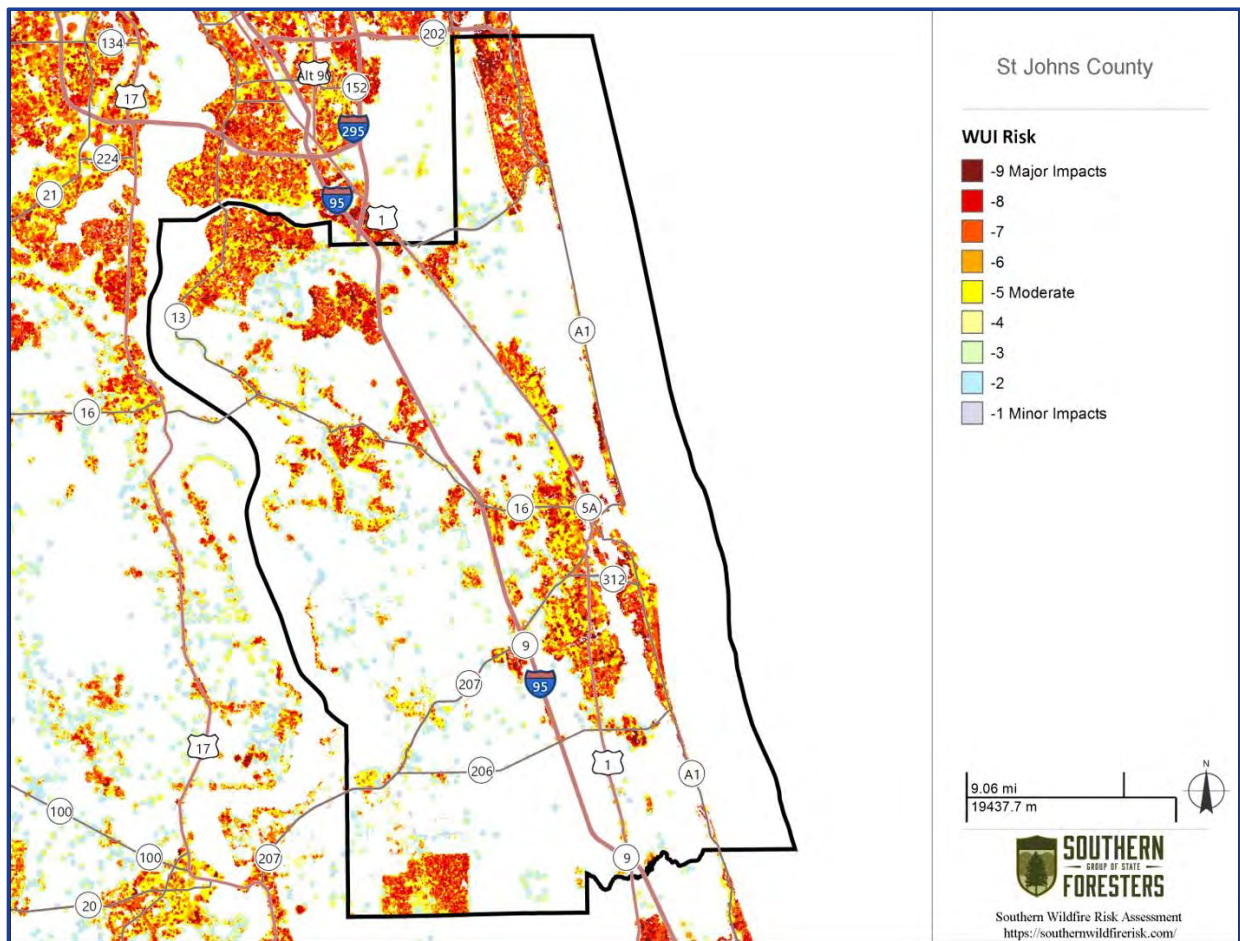 134
202
Alt 90
17
152
295
224
21
95
1
13
A1
16
16
5A
312
9
207
95
17
206
1
A1
100
100
207
9
20
St Johns County
WUI Risk
-9 Major Impacts
-8
-7
-6
-5 Moderate
-4
-3
-2
-1 Minor Impacts
9.06 mi
19437.7 m
N
SOUTHERN
GROUP OF STATE
FORESTERS
Southern Wildfire Risk Assessment
https://southernwildfirerisk.com/